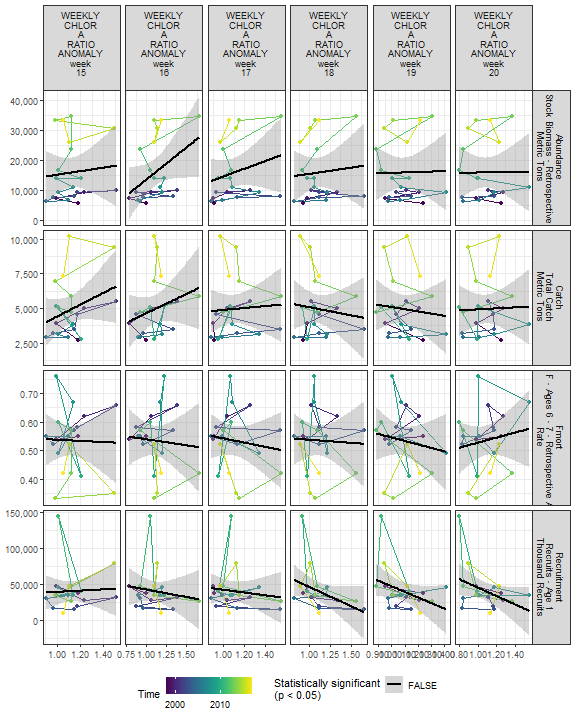 WEEKLY
CHLOR
A
RATIO
ANOMALY
week
15
WEEKLY
CHLOR
A
RATIO
ANOMALY
week
16
WEEKLY
CHLOR
A
RATIO
ANOMALY
week
17
WEEKLY
CHLOR
A
RATIO
ANOMALY
week
18
WEEKLY
CHLOR
A
RATIO
ANOMALY
week
19
WEEKLY
CHLOR
A
RATIO
ANOMALY
week
20
40,000
30,000
20,000
10,000
0
Abundance
Stock Biomass - Retrospective
Metric Tons
10,000
7,500
5,000
2,500
Catch
Total Catch
Metric Tons
0.70
0.60
0.50
0.40
Fmort
F - Ages 6 - 7 - Retrospective A
Rate
150,000
100,000
50,000
0
Recruitment
Recruits - Age 1
Thousand Recruits
1.00 1.20 1.40
0.75 1.00 1.25 1.50
1.00 1.20 1.40
1.00 1.25 1.50
0.80 1.00 1.20 1.40
Time
2000 2010
Statistically significant
(p < 0.05)
FALSE